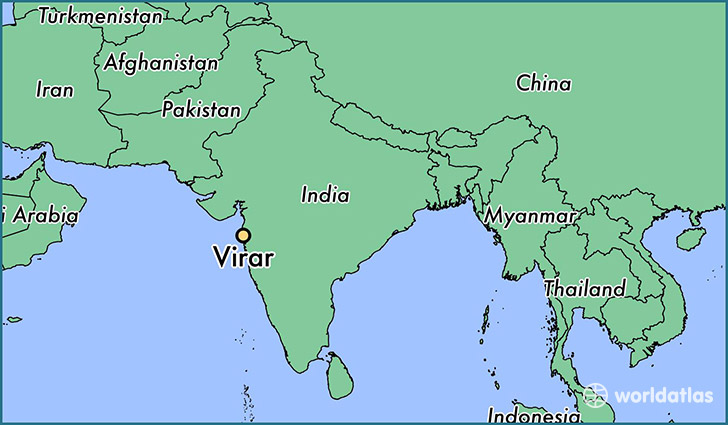 Turkmenistan
Afghanistan
Iran
Pakistan
China
India
i Arabia
Myanmar
Virar
Thailand
Indonesia
worldatlas